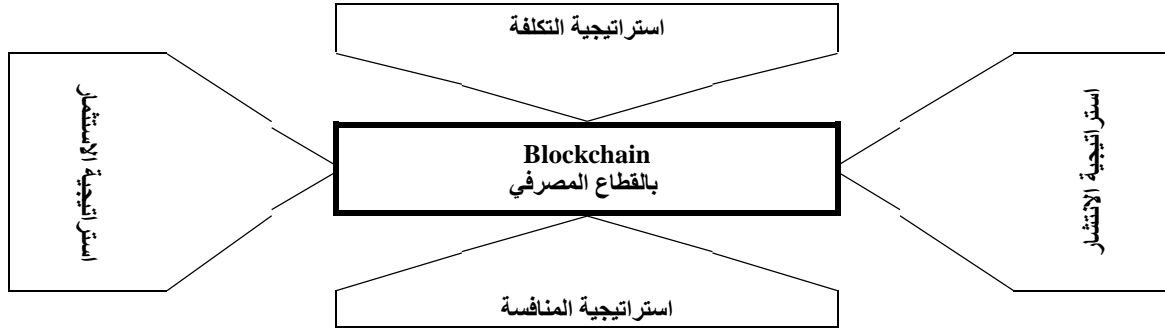 استراتيجية التكلفة
استراتيجية الانتشار
Blockchain
بالقطاع المصرفي
استراتيجية الاستثمار
استراتيجية المنافسة